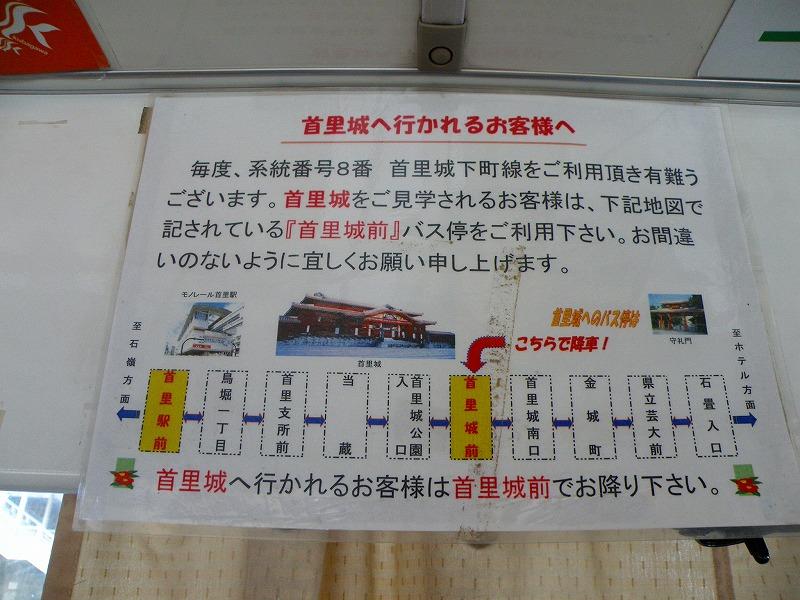 kubagawa
首里城へ行かれるお客様へ
毎度、系統番号8番 首里城下町線をご利用頂き有難う
ございます。首里城をご見学されるお客様は、下記地図で
記されている『首里城前』バス停をご利用下さい。お間違
いのないように宜しくお願い申し上げます。
モノレール首里駅
首里城
首里城へのバス停は
こちらで降車!
守礼門
至石嶺方面
首里駅前
鳥堀一丁目
首里支所前
当蔵
首里城公園入口
首里城前
首里城南口
金城町
県立芸大前
石畳入口
至ホテル方面
首里城へ行かれるお客様は首里城前でお降り下さい。